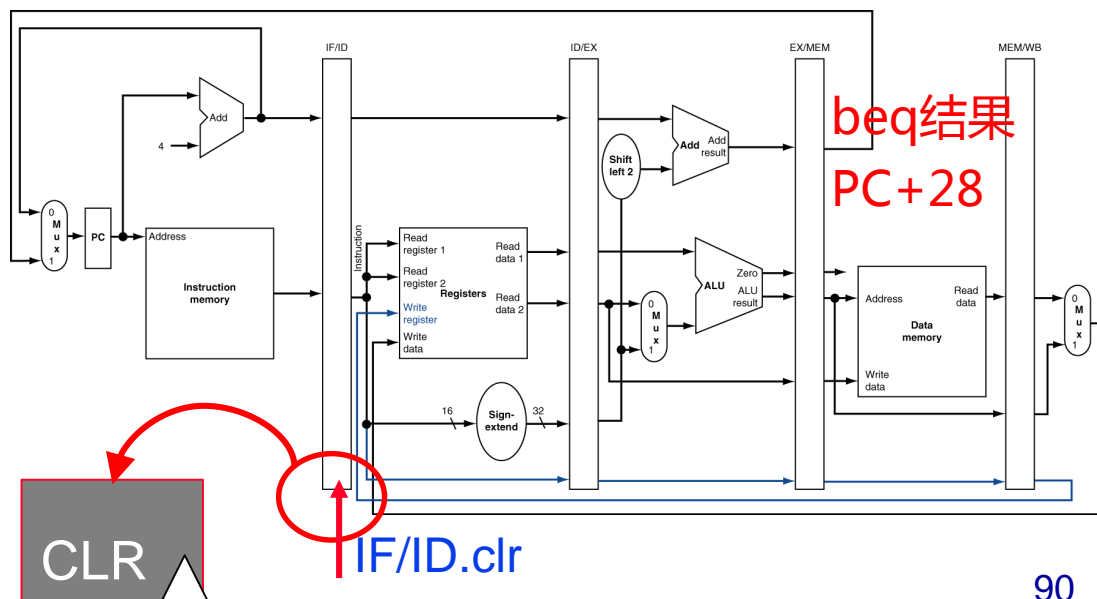 IF/ID
ID/EX
EX/MEM
MEM/WB
Add
4
0
M
u
x
1
PC
Address
Instruction
memory
Instruction
Read
register 1
Read
register 2
Write
register
Write
data
Registers
Read
data 1
Read
data 2
16
Sign-
extend
32
Shift
left 2
Add
Add
result
0
M
u
x
1
ALU
Zero
ALU
result
beq结果
PC+28
Address
Write
data
Data
memory
Read
data
0
M
u
x
1
CLR
IF/ID.clr
90